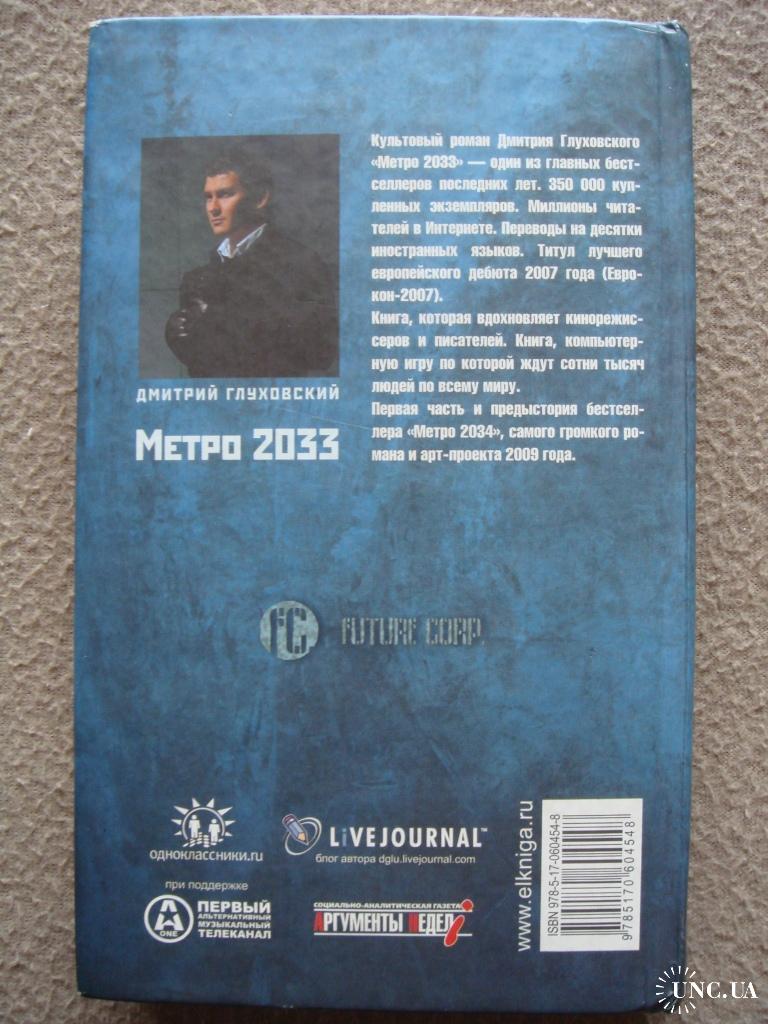 Культовый роман Дмитрия Глуховского
«Метро 2033» — один из главных бест-
селлеров последних лет. 350 000 куп-
ленных экземпляров. Миллионы чита-
телей в Интернете. Переводы на десятки
иностранных языков. Титул лучшего
европейского дебюта 2007 года (Евро-
кон-2007).
Книга, которая вдохновляет кинорежис-
серов и писателей. Книга, компьютер-
ную игру по которой ждут сотни тысяч
людей по всему миру.
Первая часть и предыстория бестсел-
лера «Метро 2034», самого громкого ро-
мана и арт-проекта 2009 года.
ДМИТРИЙ ГЛУХОВСКИЙ
МЕТРО 2033
FC FUTURE CORP.
одноклассники.ru
LIVEJOURNAL™
блог автора dglu.livejournal.com
при поддержке
A ONE
ПЕРВЫЙ
АЛЬТЕРНАТИВНЫЙ
МУЗЫКАЛЬНЫЙ
ТЕЛЕКАНАЛ
СОЦИАЛЬНО-АНАЛИТИЧЕСКАЯ ГАЗЕТА
АРГУМЕНТЫ НЕДЕЛИ
www.elkniga.ru
ISBN 978-5-17-060454-8
9 785170 604548
UNC.UA